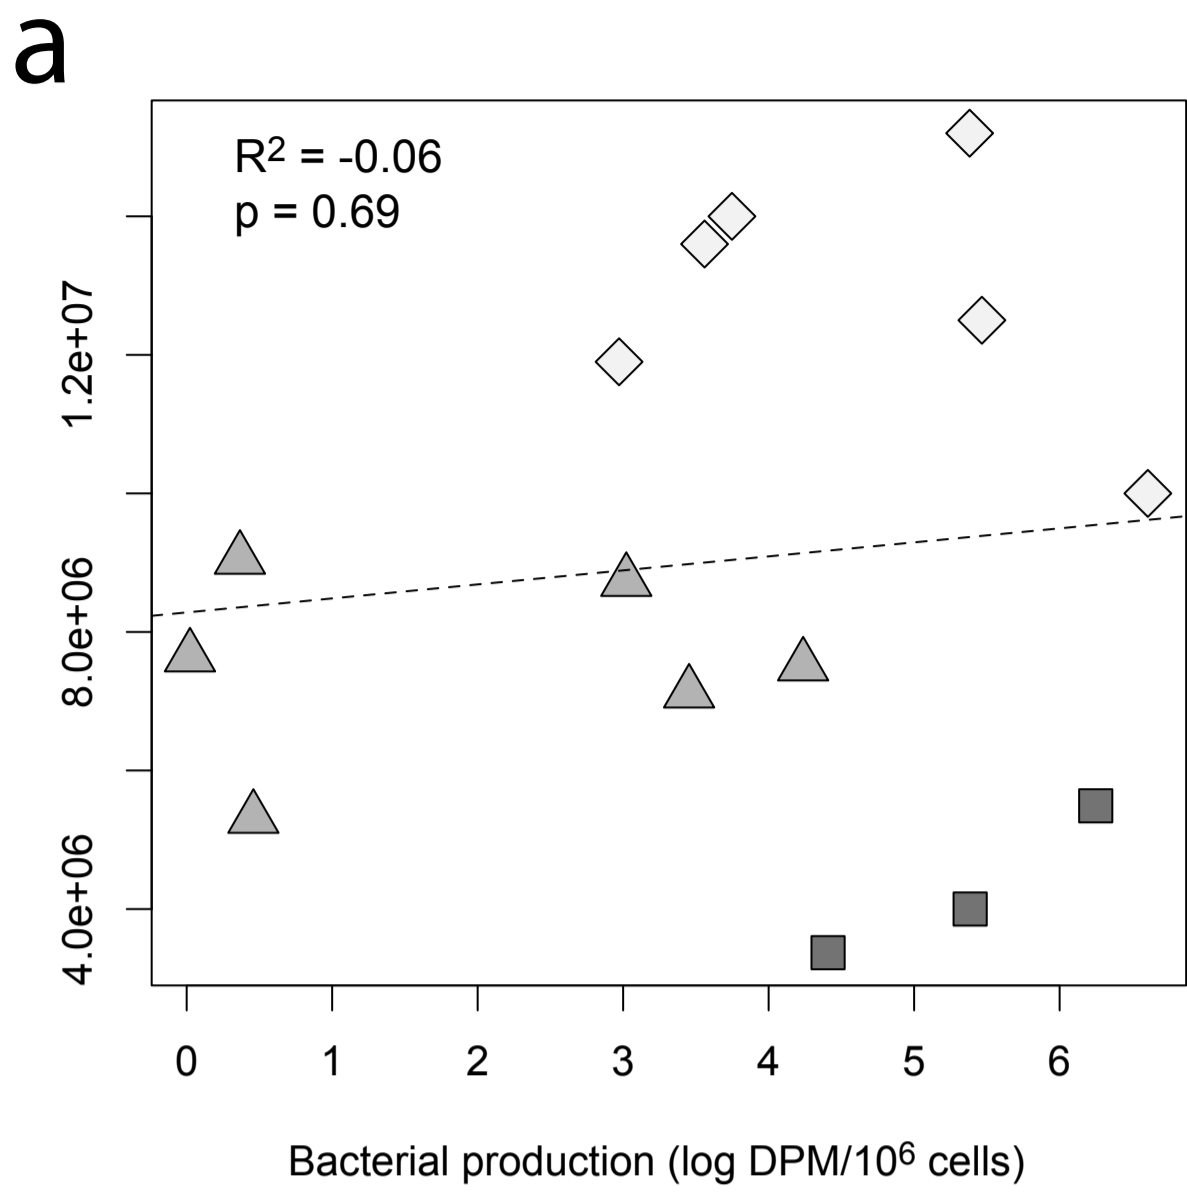 a
R² = -0.06
p = 0.69
1.2e+07
8.0e+06
4.0e+06
0 1 2 3 4 5 6
Bacterial production (log DPM/10⁶ cells)